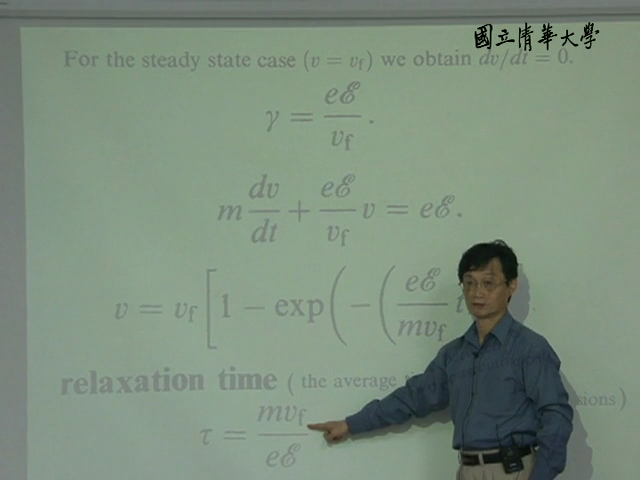 國立清華大學
For the steady state case (v = v_f) we obtain dv/dt = 0.
γ = eℰ / v_f .
m dv/dt + eℰ/v_f v = eℰ.
v = v_f [1 − exp(−(eℰ/mv_f t
relaxation time ( the average
sions)
τ = mv_f / eℰ